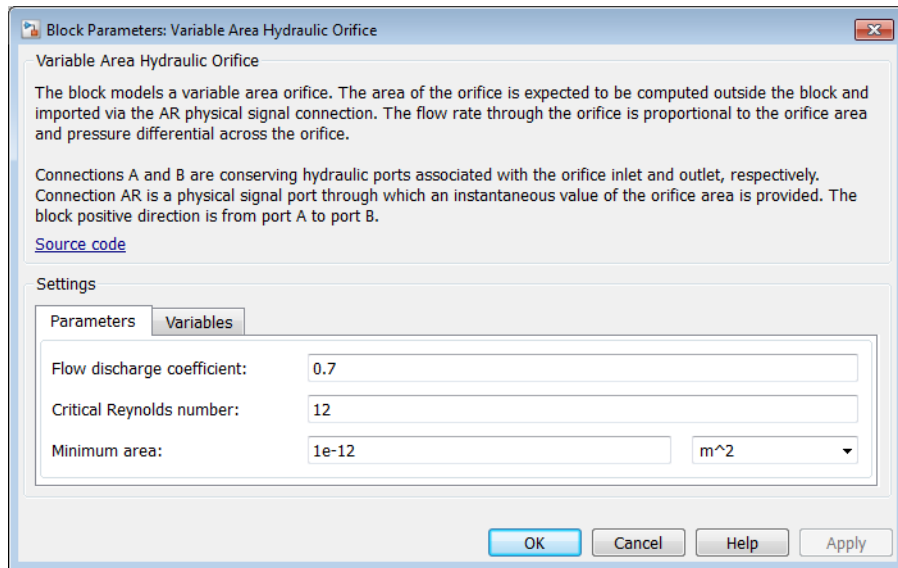 Block Parameters: Variable Area Hydraulic Orifice
Variable Area Hydraulic Orifice
The block models a variable area orifice. The area of the orifice is expected to be computed outside the block and
imported via the AR physical signal connection. The flow rate through the orifice is proportional to the orifice area
and pressure differential across the orifice.
Connections A and B are conserving hydraulic ports associated with the orifice inlet and outlet, respectively.
Connection AR is a physical signal port through which an instantaneous value of the orifice area is provided. The
block positive direction is from port A to port B.
Source code
Settings
Parameters Variables
Flow discharge coefficient: 0.7
Critical Reynolds number: 12
Minimum area: 1e-12 m^2
OK Cancel Help Apply